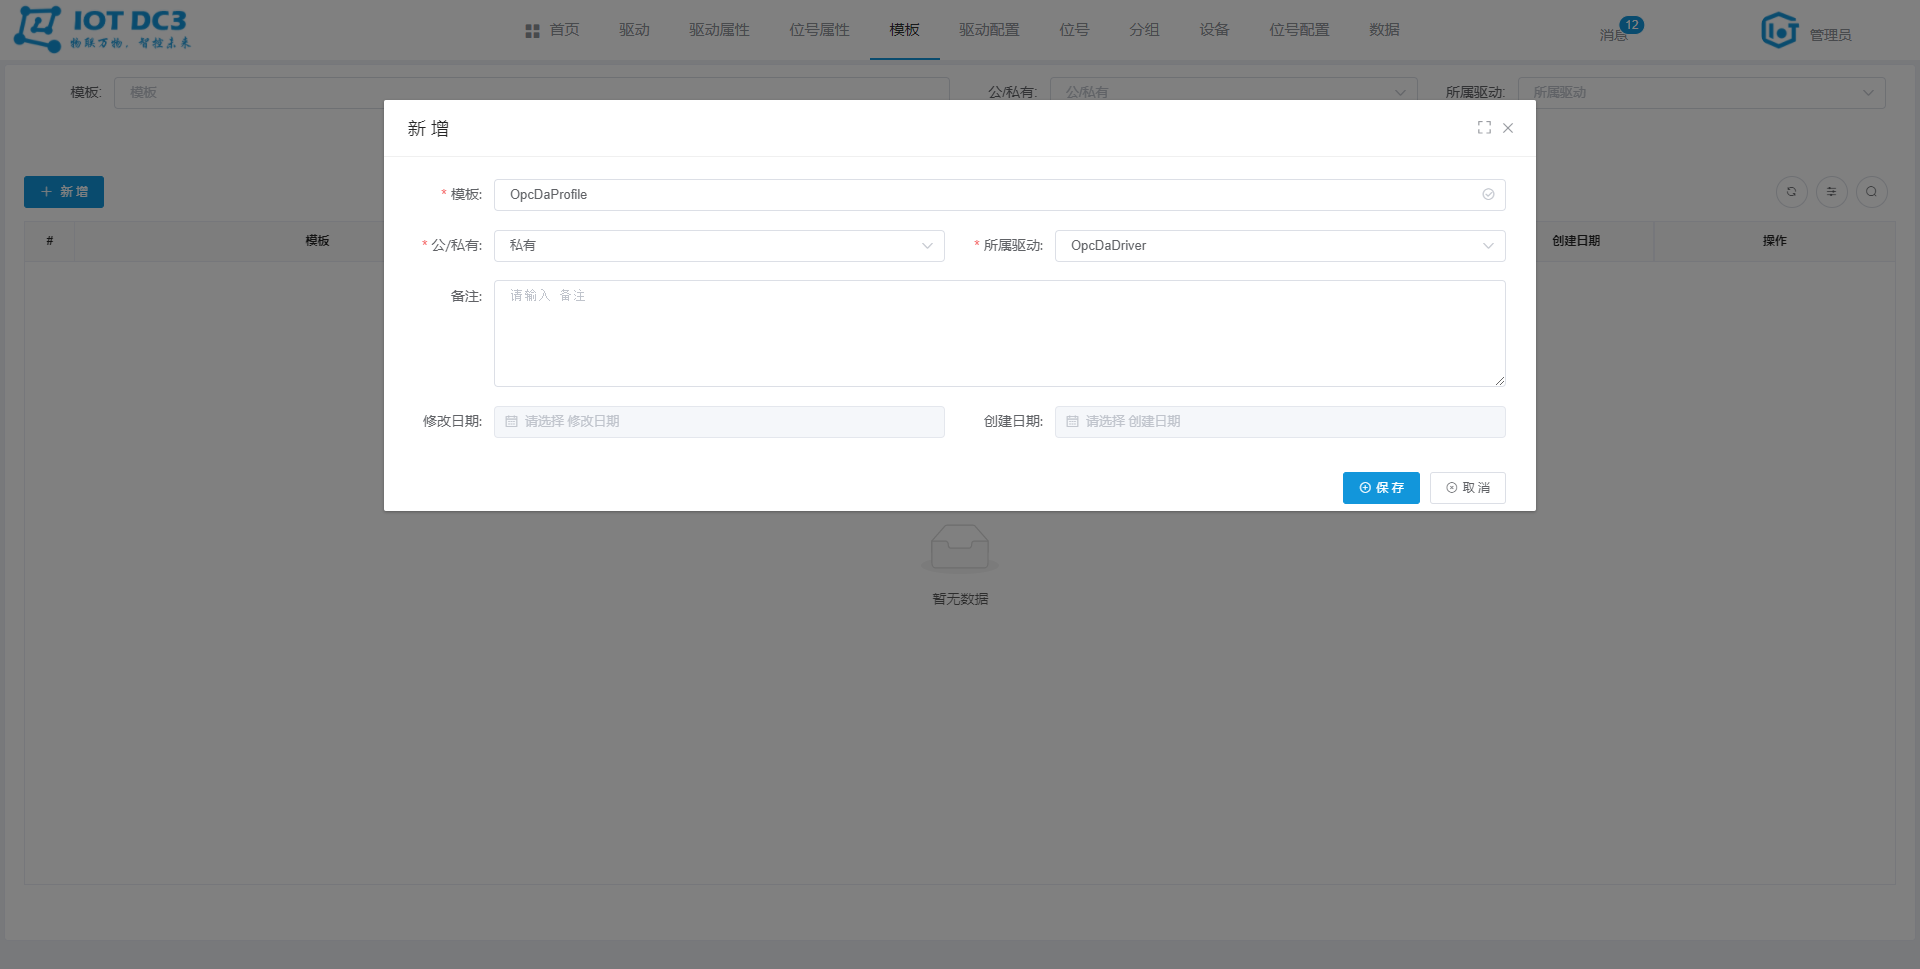 IOT DC3
物联万物，智控未来
首页 驱动 驱动属性 位号属性 模板 驱动配置 位号 分组 设备 位号配置 数据
消息 12
管理员
模板: 模板 公/私有: 公/私有 所属驱动: 所属驱动
新 增
* 模板: OpcDaProfile
* 公/私有: 私有 * 所属驱动: OpcDaDriver
备注: 请输入 备注
修改日期: 请选择 修改日期 创建日期: 请选择 创建日期
保 存 取 消
新 增
# 模板 创建日期 操作
暂无数据